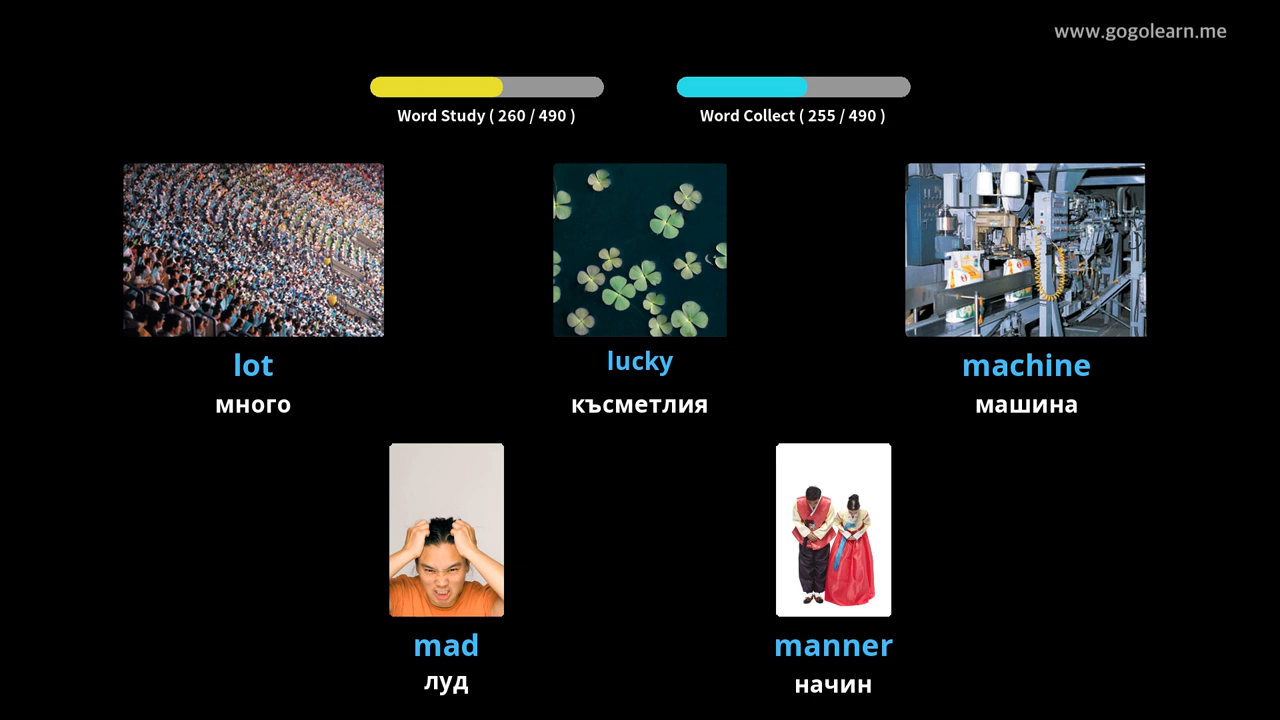 www.gogolearn.me
Word Study ( 260 / 490 )
Word Collect ( 255 / 490 )
lot
много
lucky
късметлия
machine
машина
mad
луд
manner
начин